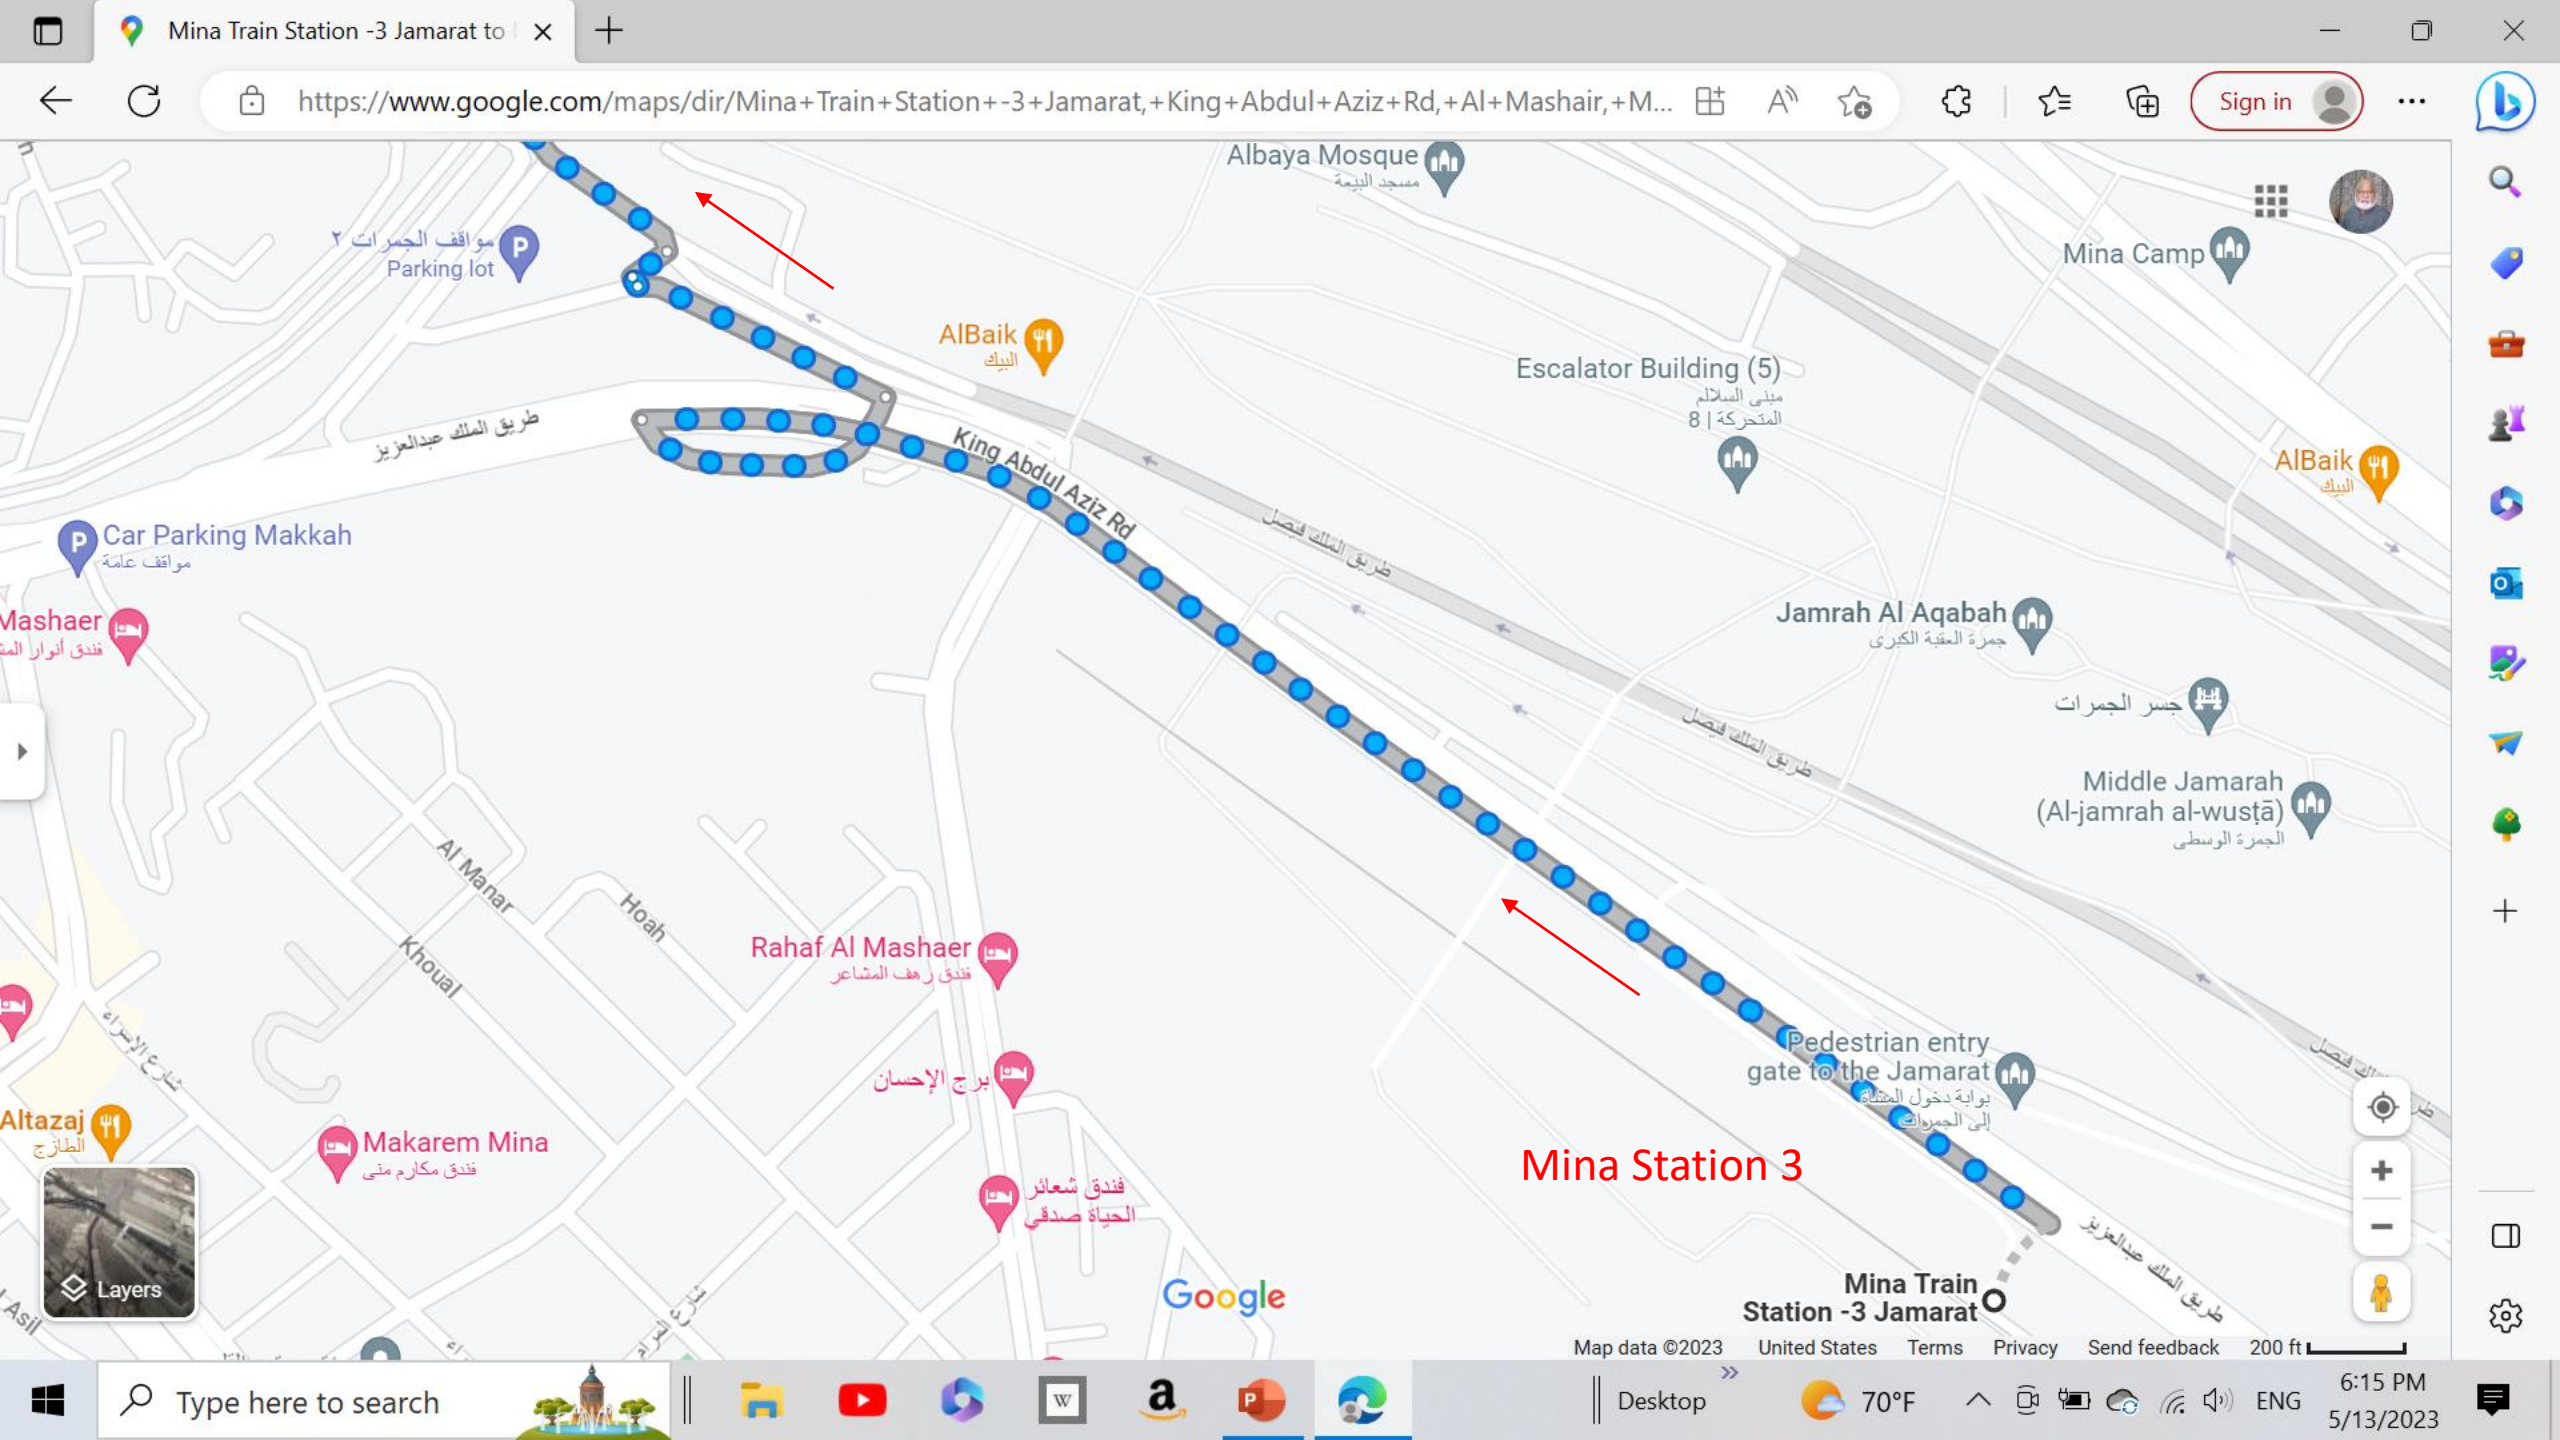 Mina Train Station -3 Jamarat to
https://www.google.com/maps/dir/Mina+Train+Station+-3+Jamarat,+King+Abdul+Aziz+Rd,+Al+Mashair,+M...
Sign in
Albaya Mosque
مسجد البيعة
مواقف الجمرات ٢
Parking lot
Mina Camp
AlBaik
البيك
Escalator Building (5)
مبنى السلالم
المتحركة | 8
طريق الملك عبدالعزيز
King Abdul Aziz Rd
AlBaik
البيك
طريق الملك فيصل
Car Parking Makkah
مواقف عامة
Mashaer
فندق أنوار
Jamrah Al Aqabah
جمرة العقبة الكبرى
جسر الجمرات
طريق الملك فيصل
Middle Jamarah
(Al-jamrah al-wusṭā)
الجمرة الوسطى
Al Manar
Hoah
Khoual
Rahaf Al Mashaer
فندق رهف المشاعر
شارع الإسراء
Pedestrian entry
gate to the Jamarat
بوابة دخول المشاة
إلى الجمرات
برج الإحسان
Altazaj
الطازج
Makarem Mina
فندق مكارم منى
Mina Station 3
فندق شعائر
الحياة صدقي
طريق الملك عبدالعزيز
Mina Train
Station -3 Jamarat
Layers
Google
Asil
Map data ©2023 United States Terms Privacy Send feedback 200 ft
Type here to search
W
a
P
Desktop
70°F
ENG
6:15 PM
5/13/2023